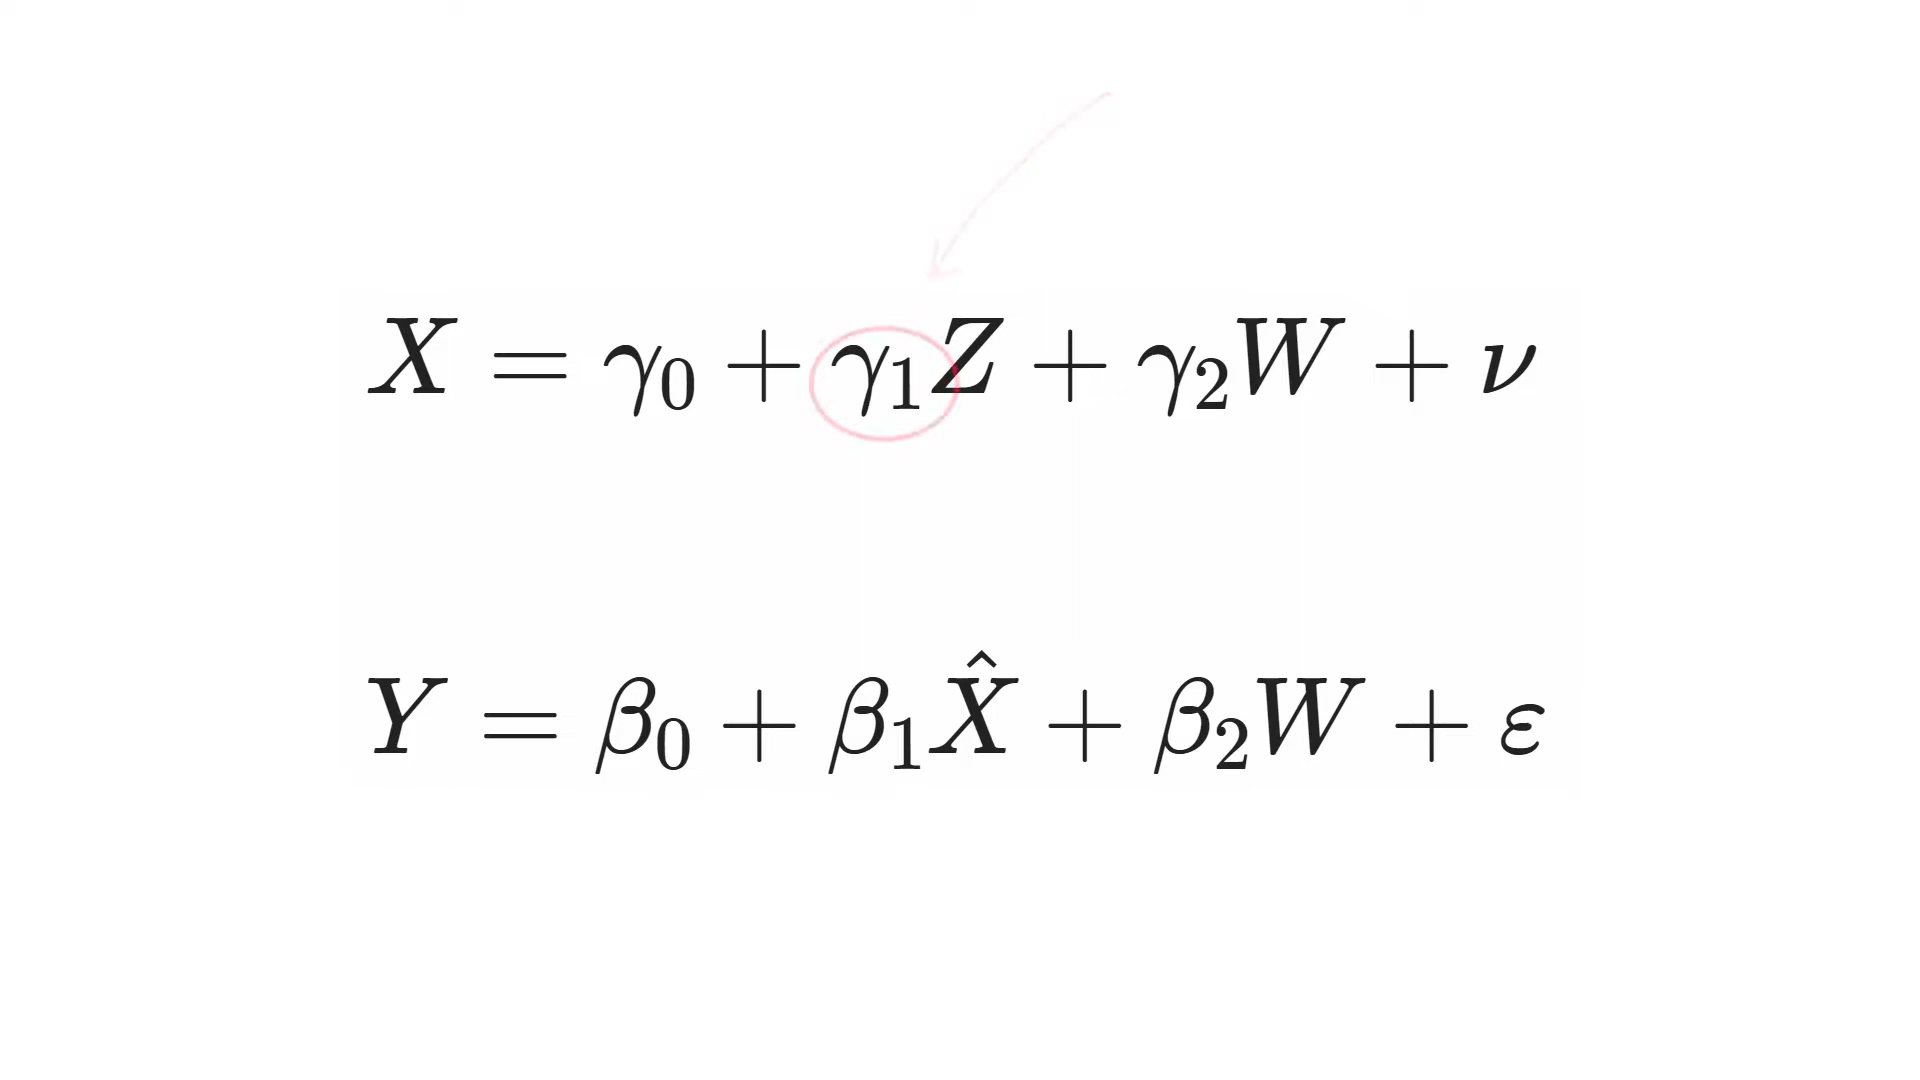 X = γ₀ + γ₁Z + γ₂W + ν
Y = β₀ + β₁X̂ + β₂W + ε